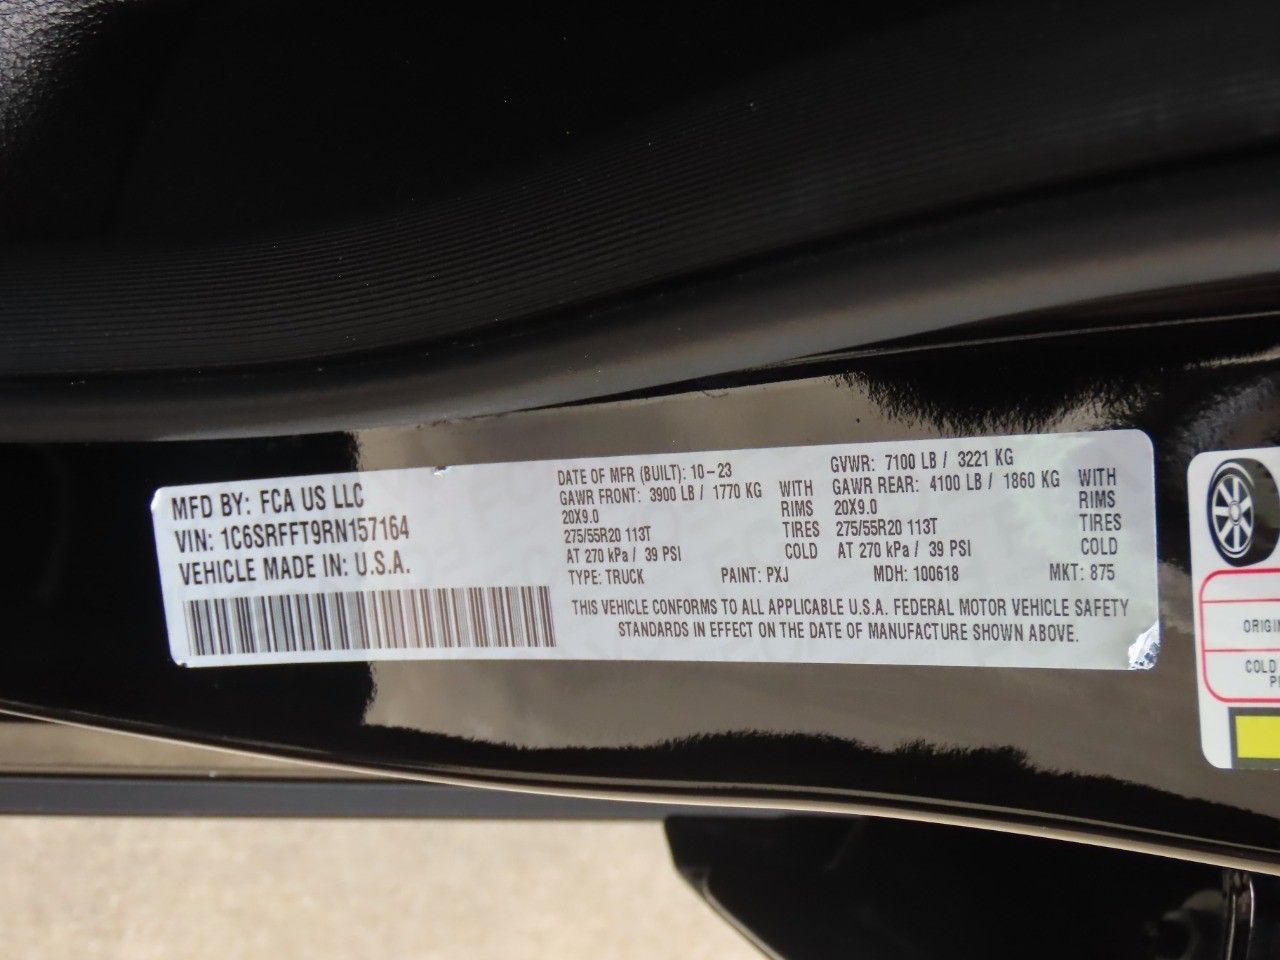 MFD BY: FCA US LLC
VIN: 1C6SRFFT9RN157164
VEHICLE MADE IN: U.S.A.
DATE OF MFR (BUILT): 10-23
GVWR: 7100 LB / 3221 KG
GAWR FRONT: 3900 LB / 1770 KG WITH
20X9.0 RIMS
275/55R20 113T TIRES
AT 270 kPa / 39 PSI COLD
GAWR REAR: 4100 LB / 1860 KG WITH
20X9.0 RIMS
275/55R20 113T TIRES
AT 270 kPa / 39 PSI COLD
TYPE: TRUCK PAINT: PXJ MDH: 100618 MKT: 875
THIS VEHICLE CONFORMS TO ALL APPLICABLE U.S.A. FEDERAL MOTOR VEHICLE SAFETY
STANDARDS IN EFFECT ON THE DATE OF MANUFACTURE SHOWN ABOVE.
COLD